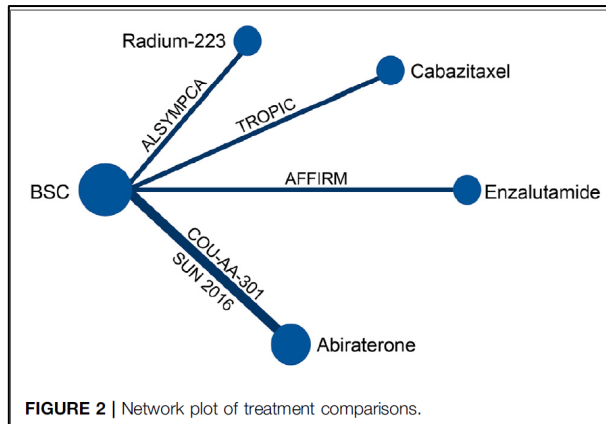 Radium-223
Cabazitaxel
ALSYMPCA
TROPIC
BSC
AFFIRM
Enzalutamide
COU-AA-301
SUN 2016
Abiraterone
FIGURE 2 | Network plot of treatment comparisons.